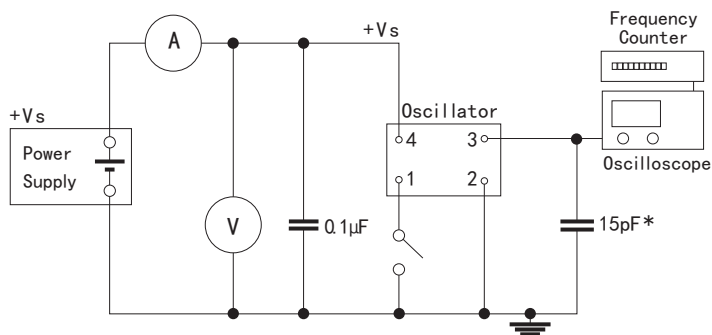 Frequency
Counter
A
+Vs
Oscillator
+Vs
4
3
Power
Supply
Oscilloscope
1
2
V
0.1μF
15pF*